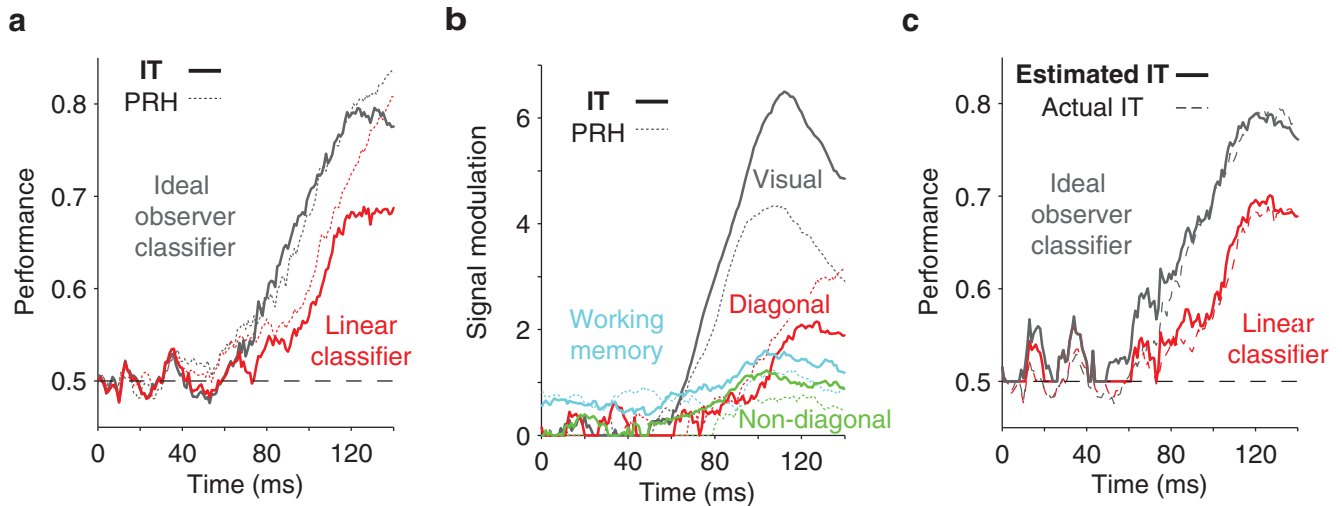 a
IT
PRH
0.8
0.7
0.6
0.5
Performance
Ideal
observer
classifier
Linear
classifier
0
40
80
120
Time (ms)
b
IT
PRH
6
4
2
0
Signal modulation
Visual
Diagonal
Working
memory
Non-diagonal
0
40
80
120
Time (ms)
c
Estimated IT
Actual IT
0.8
0.7
0.6
0.5
Performance
Ideal
observer
classifier
Linear
classifier
0
40
80
120
Time (ms)